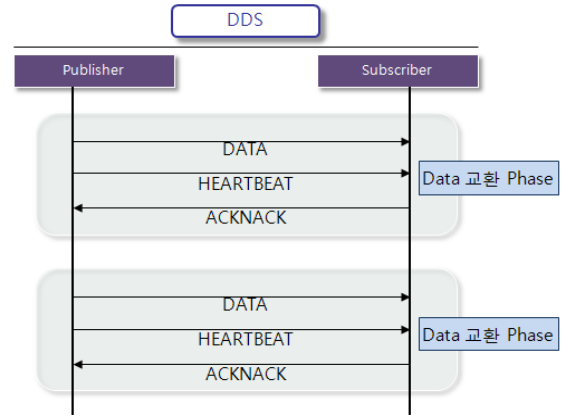 DDS
Publisher
Subscriber
DATA
HEARTBEAT
Data 교환 Phase
ACKNACK
DATA
HEARTBEAT
Data 교환 Phase
ACKNACK